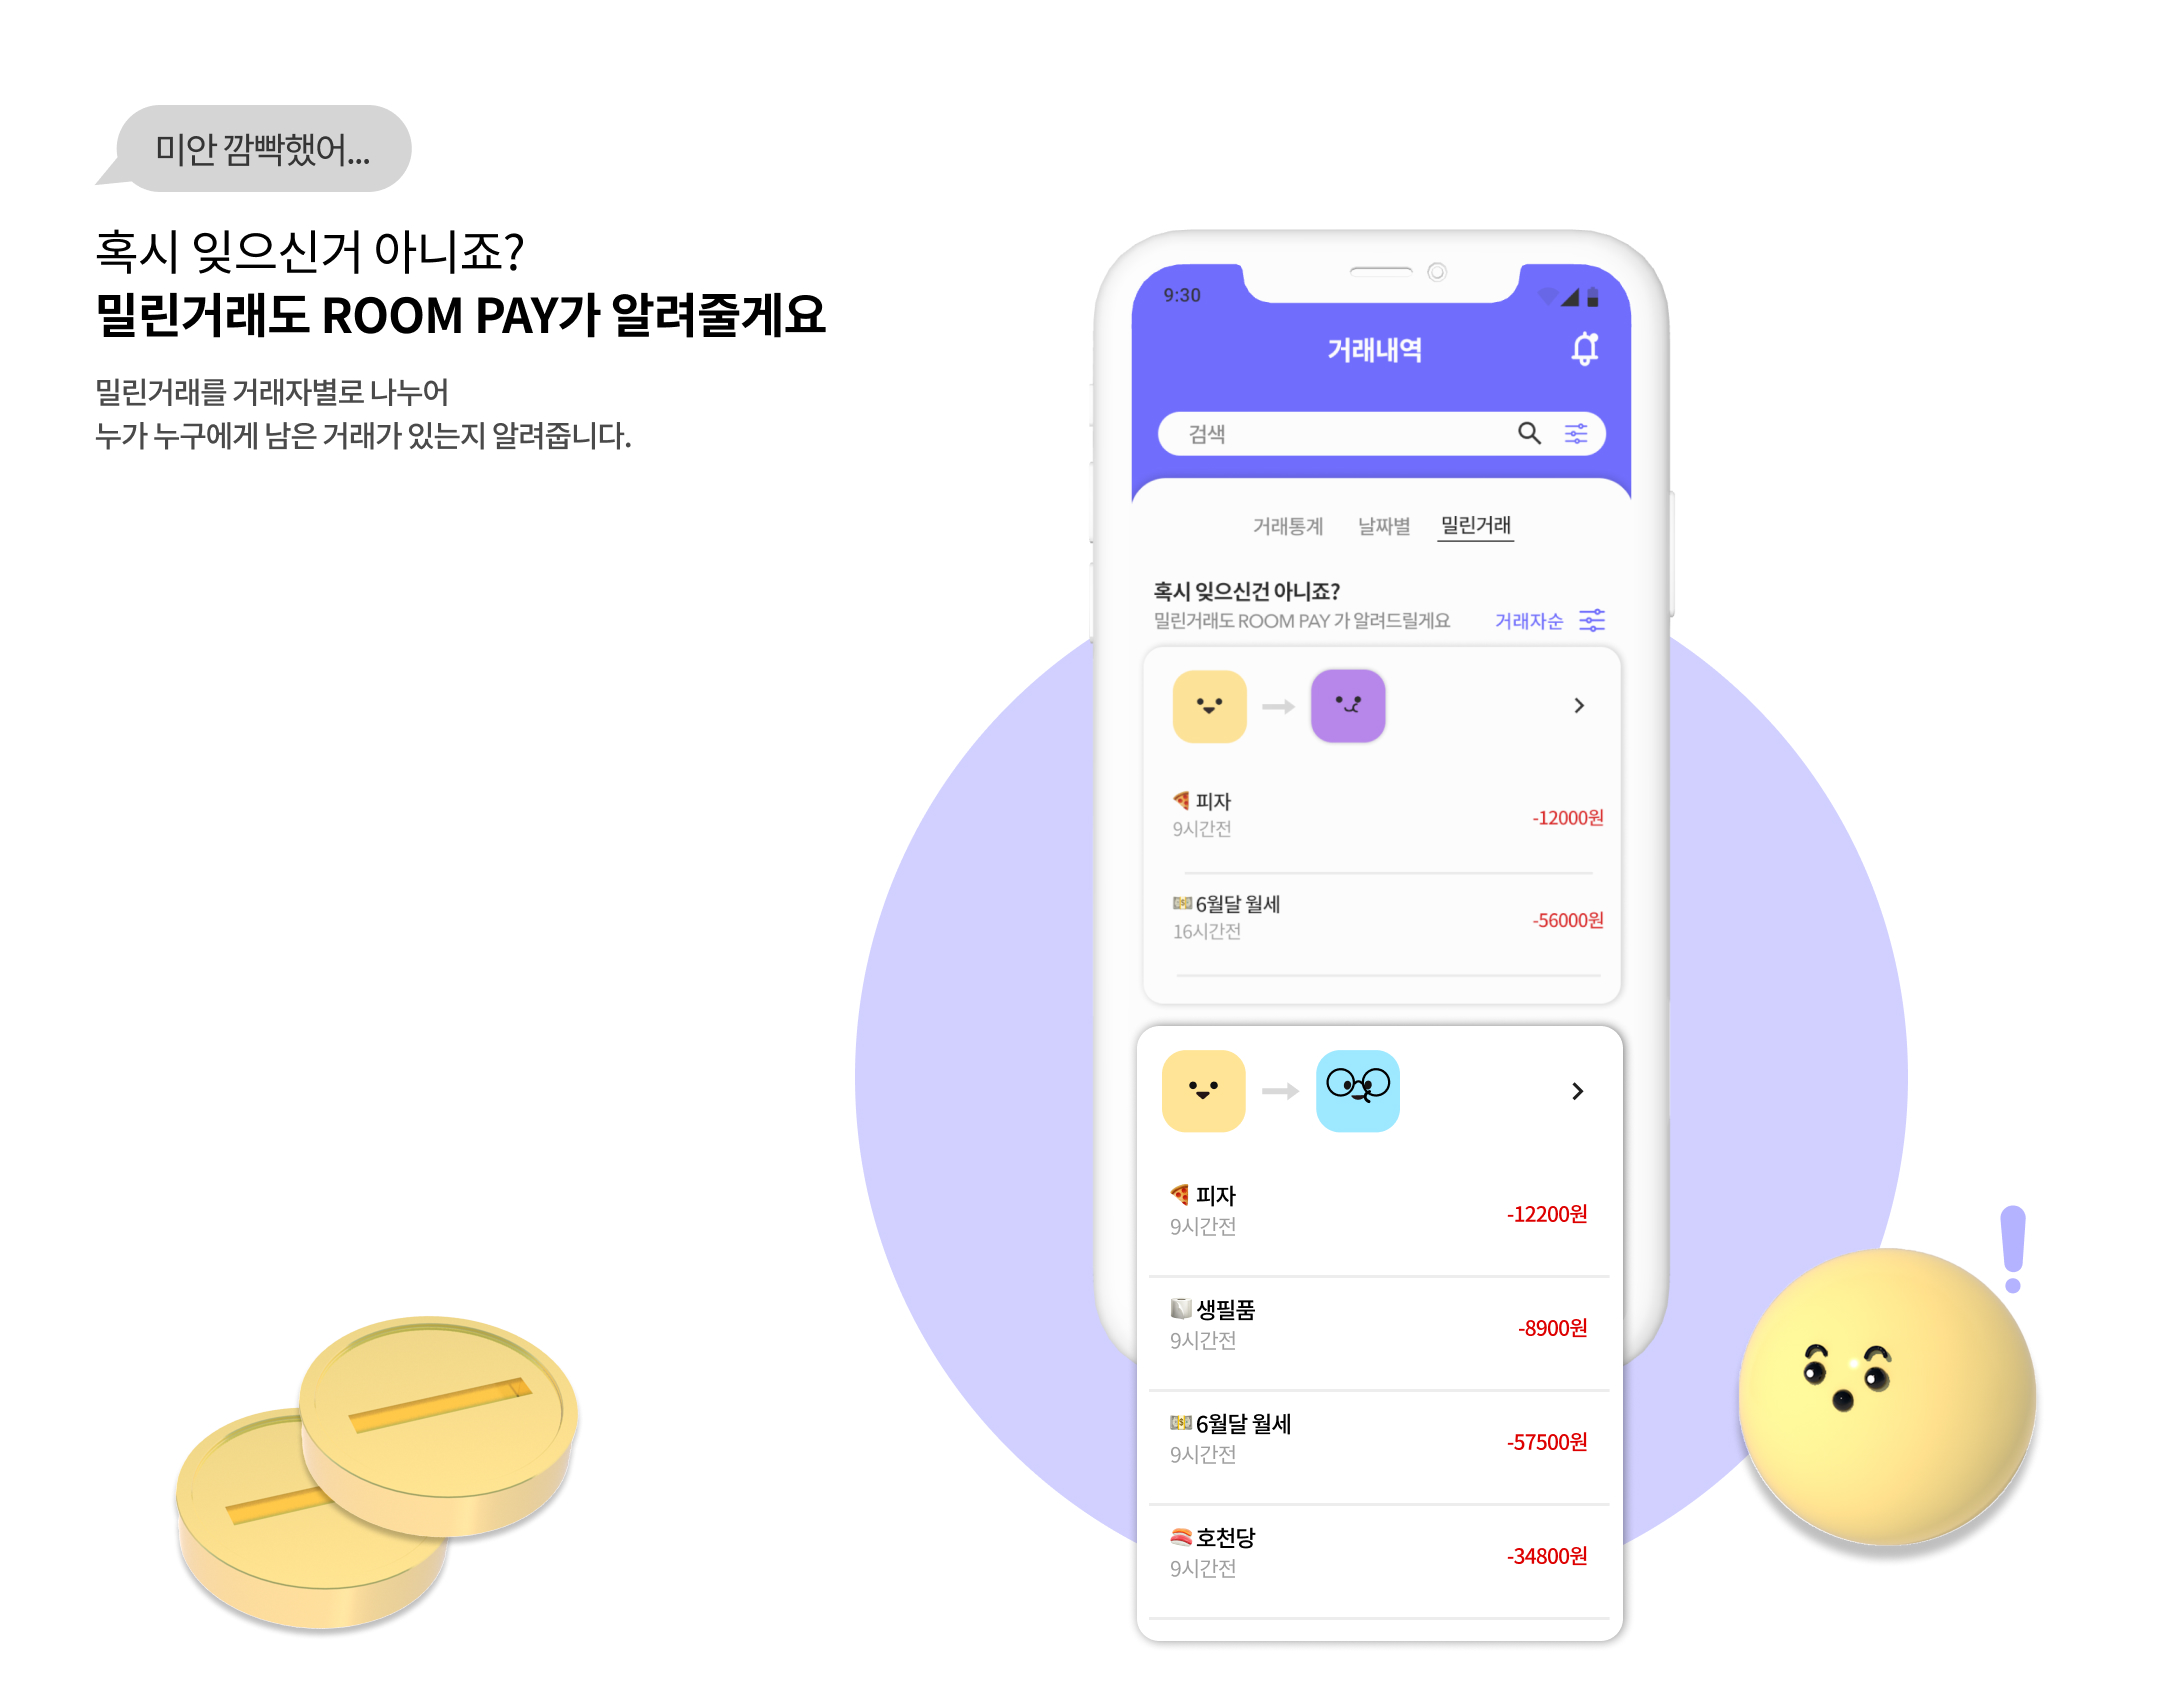 미안 깜빡했어...
혹시 잊으신거 아니죠?
밀린거래도 ROOM PAY가 알려줄게요
밀린거래를 거래자별로 나누어
누가 누구에게 남은 거래가 있는지 알려줍니다.
9:30
거래내역
검색
거래통계 날짜별 밀린거래
혹시 잊으신건 아니죠?
밀린거래도 ROOM PAY 가 알려드릴게요 거래자순
피자
9시간전
-12000원
6월달 월세
16시간전
-56000원
피자
9시간전
-12200원
생필품
9시간전
-8900원
6월달 월세
9시간전
-57500원
호천당
9시간전
-34800원